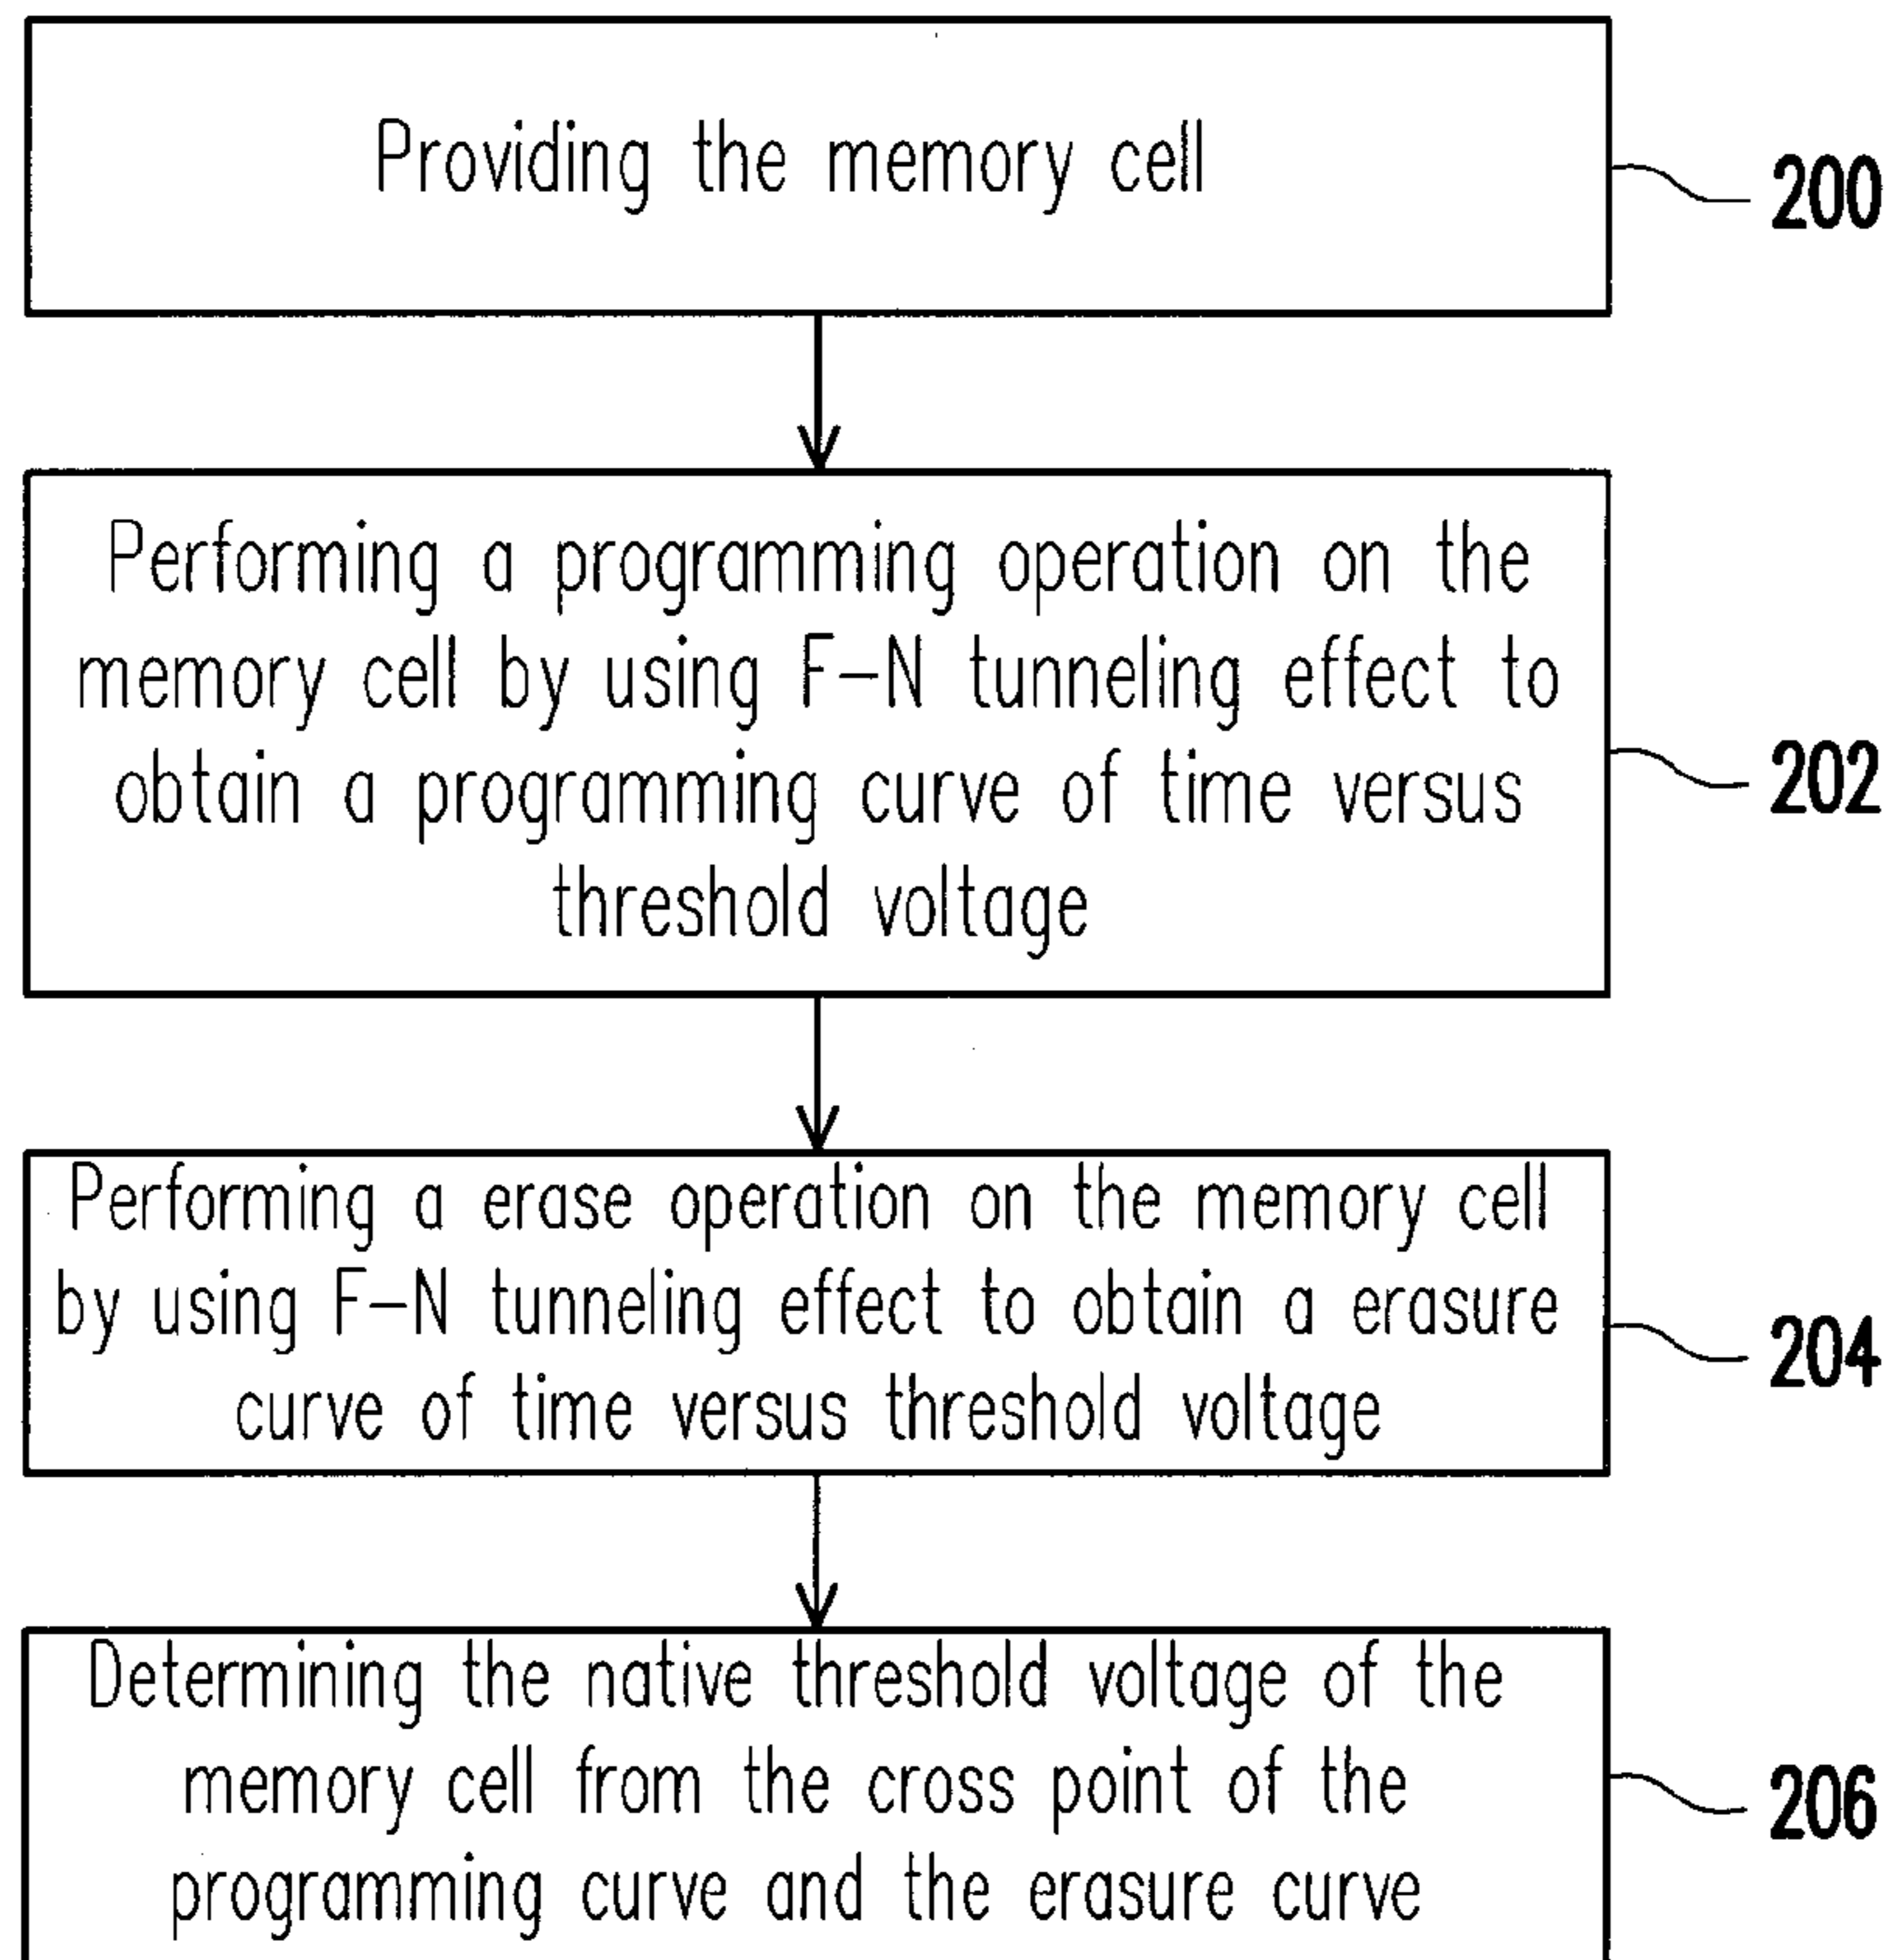 Providing the memory cell
200
Performing a programming operation on the
memory cell by using F-N tunneling effect to
obtain a programming curve of time versus
threshold voltage
202
Performing a erase operation on the memory cell
by using F-N tunneling effect to obtain a erasure
curve of time versus threshold voltage
204
Determining the native threshold voltage of the
memory cell from the cross point of the
programming curve and the erasure curve
206